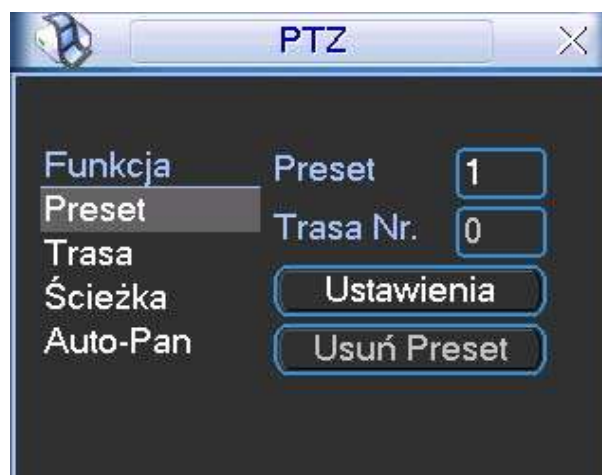 PTZ
Funkcja
Preset
Trasa
Ścieżka
Auto-Pan
Preset 1
Trasa Nr. 0
Ustawienia
Usuń Preset